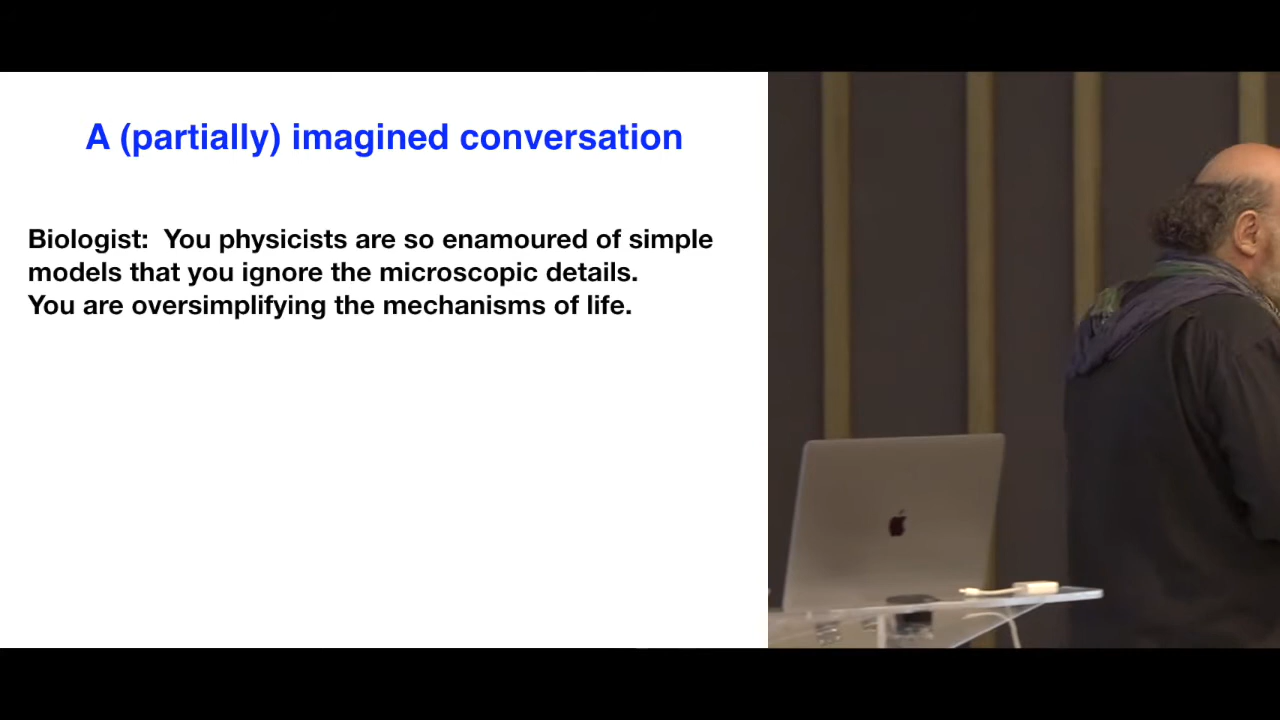 A (partially) imagined conversation
Biologist:  You physicists are so enamoured of simple
models that you ignore the microscopic details.
You are oversimplifying the mechanisms of life.